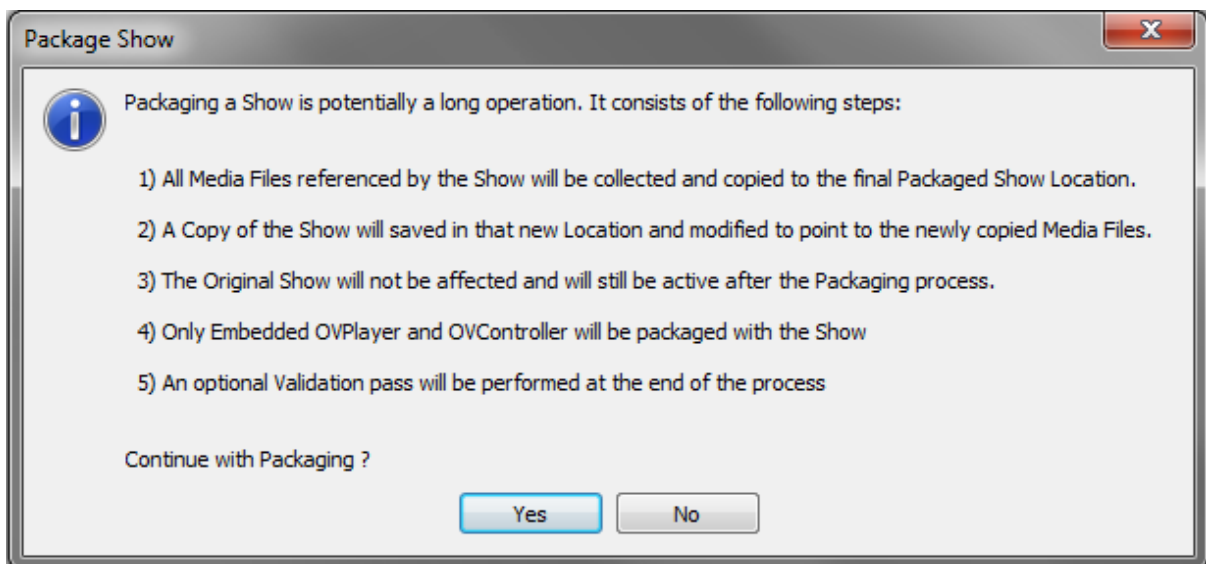 Package Show
Packaging a Show is potentially a long operation. It consists of the following steps:
1) All Media Files referenced by the Show will be collected and copied to the final Packaged Show Location.
2) A Copy of the Show will saved in that new Location and modified to point to the newly copied Media Files.
3) The Original Show will not be affected and will still be active after the Packaging process.
4) Only Embedded OVPlayer and OVController will be packaged with the Show
5) An optional Validation pass will be performed at the end of the process
Continue with Packaging ?
Yes No